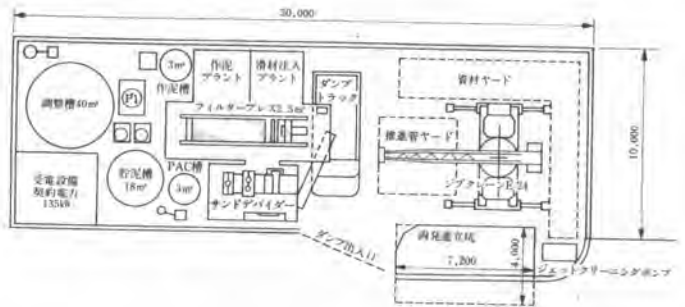 30,000
3m³
作泥槽
作泥
プラント
滑材注入
プラント
ダンプ
トラック
管材ヤード
調整槽40m³
P1
フィルタープレス2.5m³
推進管ヤード
10,000
受電設備
契約電力
135kW
貯泥槽
18m³
PAC槽
3m³
サンドデバイダー
ジブクレーンE-24
ダンプ出入口
両発進立坑
7,200
4,000
ジェットクリーニングポンプ